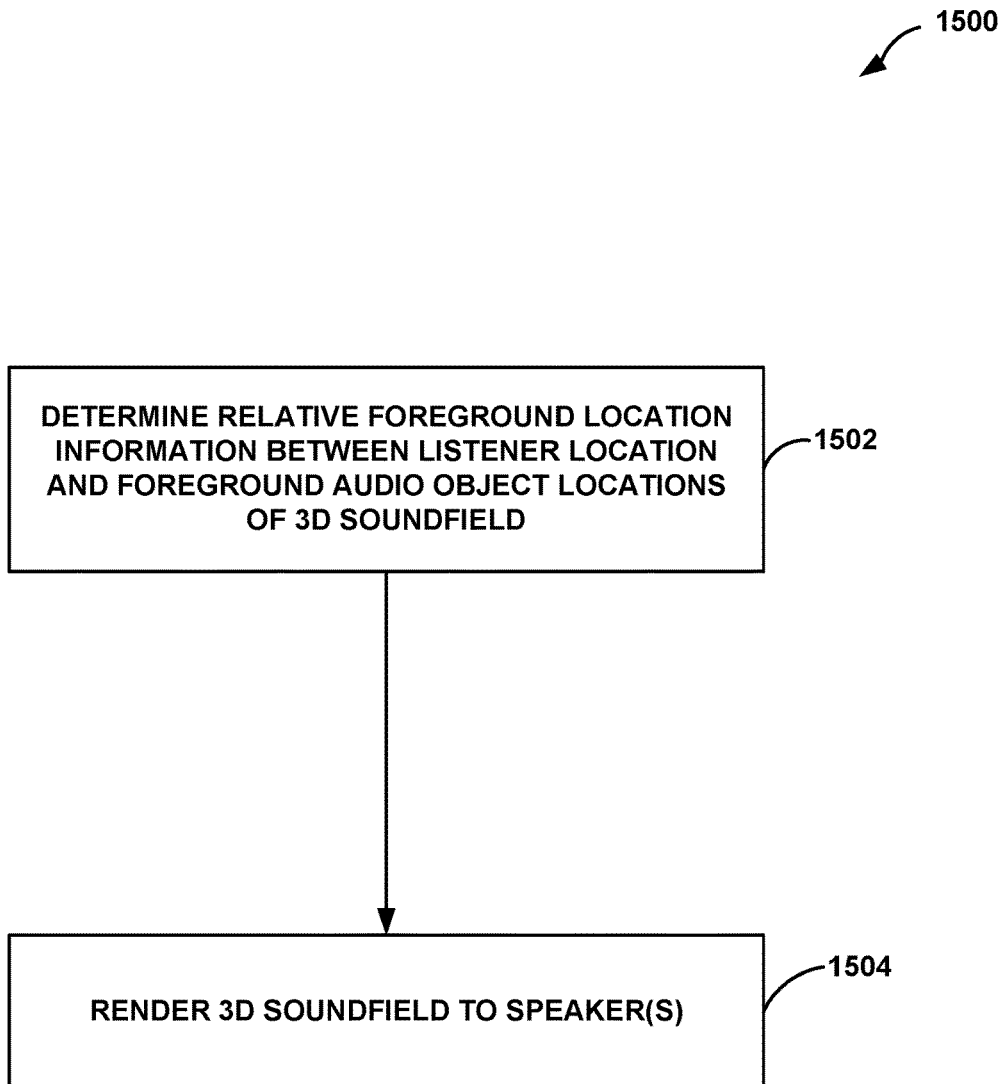 1500
DETERMINE RELATIVE FOREGROUND LOCATION
INFORMATION BETWEEN LISTENER LOCATION
AND FOREGROUND AUDIO OBJECT LOCATIONS
OF 3D SOUNDFIELD
1502
RENDER 3D SOUNDFIELD TO SPEAKER(S)
1504